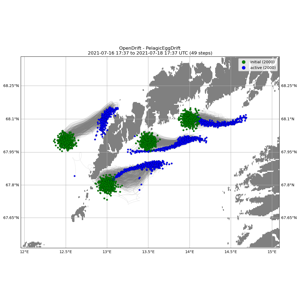 OpenDrift - PelagicEggDrift
2021-07-16 17:37 to 2021-07-18 17:37 UTC (49 steps)
initial (2000)
active (2000)
68.25°N
68.25°N
68.1°N
68.1°N
67.95°N
67.95°N
67.8°N
67.8°N
67.65°N
67.65°N
12°E
12.5°E
13°E
13.5°E
14°E
14.5°E
15°E